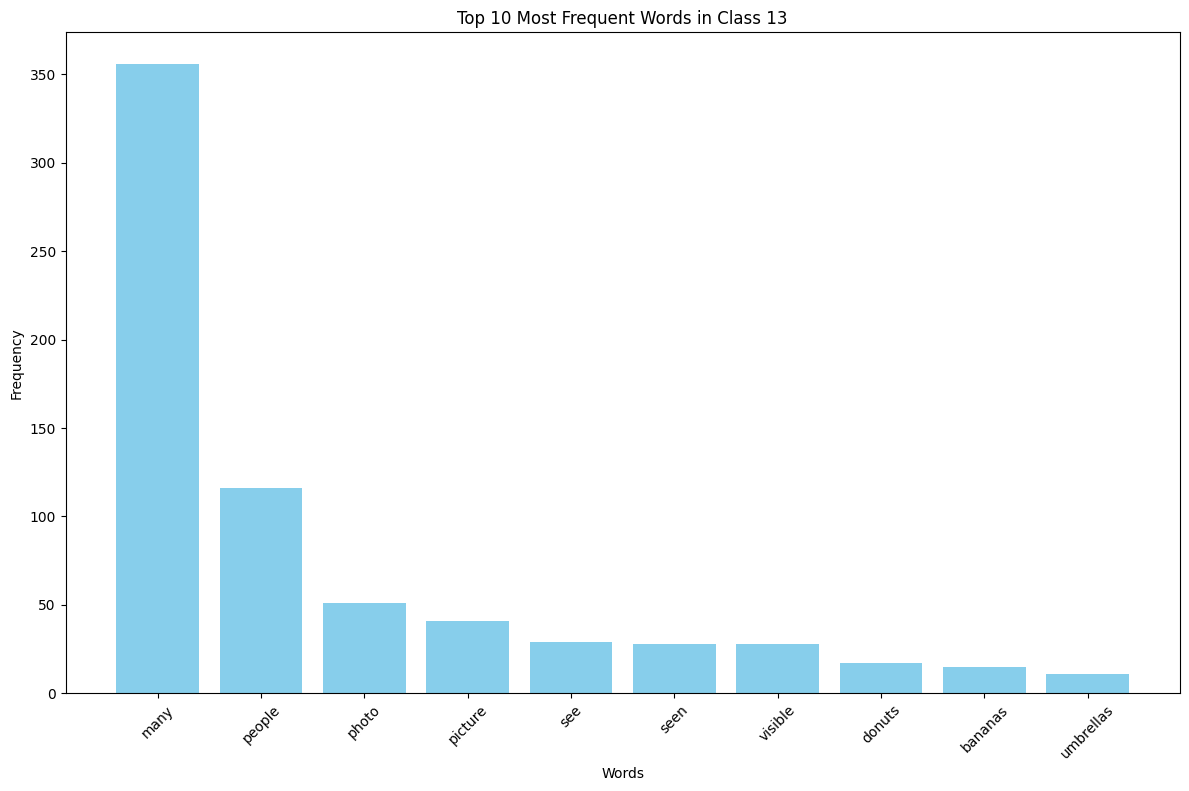 Top 10 Most Frequent Words in Class 13
Frequency
350
300
250
200
150
100
50
0
many
people
photo
picture
see
seen
visible
donuts
bananas
umbrellas
Words